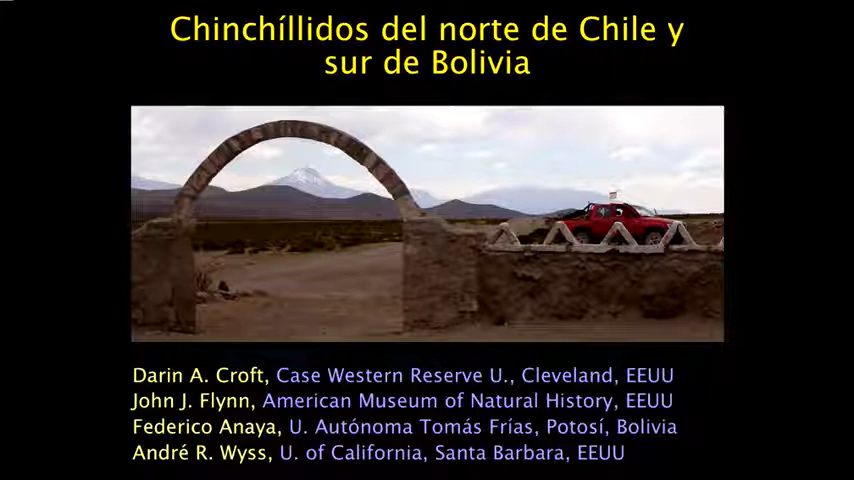 Chinchíllidos del norte de Chile y
sur de Bolivia
Darin A. Croft, Case Western Reserve U., Cleveland, EEUU
John J. Flynn, American Museum of Natural History, EEUU
Federico Anaya, U. Autónoma Tomás Frías, Potosí, Bolivia
André R. Wyss, U. of California, Santa Barbara, EEUU